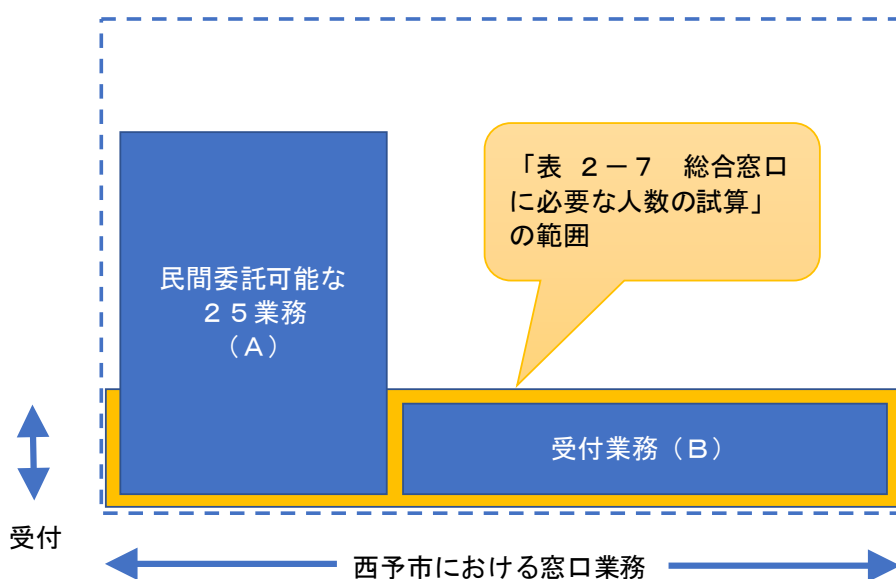 「表 2－7 総合窓口
に必要な人数の試算」
の範囲
民間委託可能な
２５業務
（Ａ）
受付業務（Ｂ）
受付
西予市における窓口業務